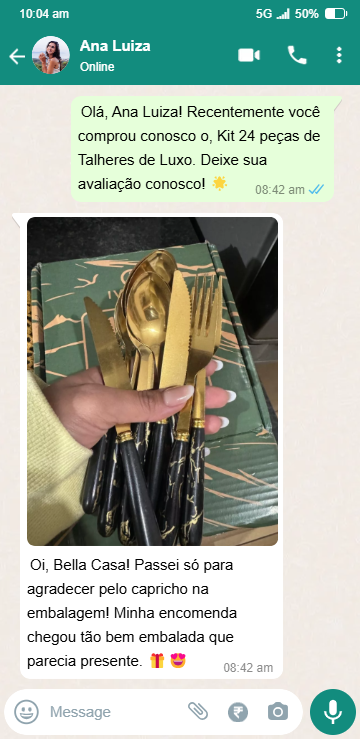 10:04 am
5G
50%
Ana Luiza
Online
Olá, Ana Luiza! Recentemente você
comprou conosco o, Kit 24 peças de
Talheres de Luxo. Deixe sua
avaliação conosco! 🌟
08:42 am
Oi, Bella Casa! Passei só para
agradecer pelo capricho na
embalagem! Minha encomenda
chegou tão bem embalada que
parecia presente. 🎁 😍
08:42 am
Message